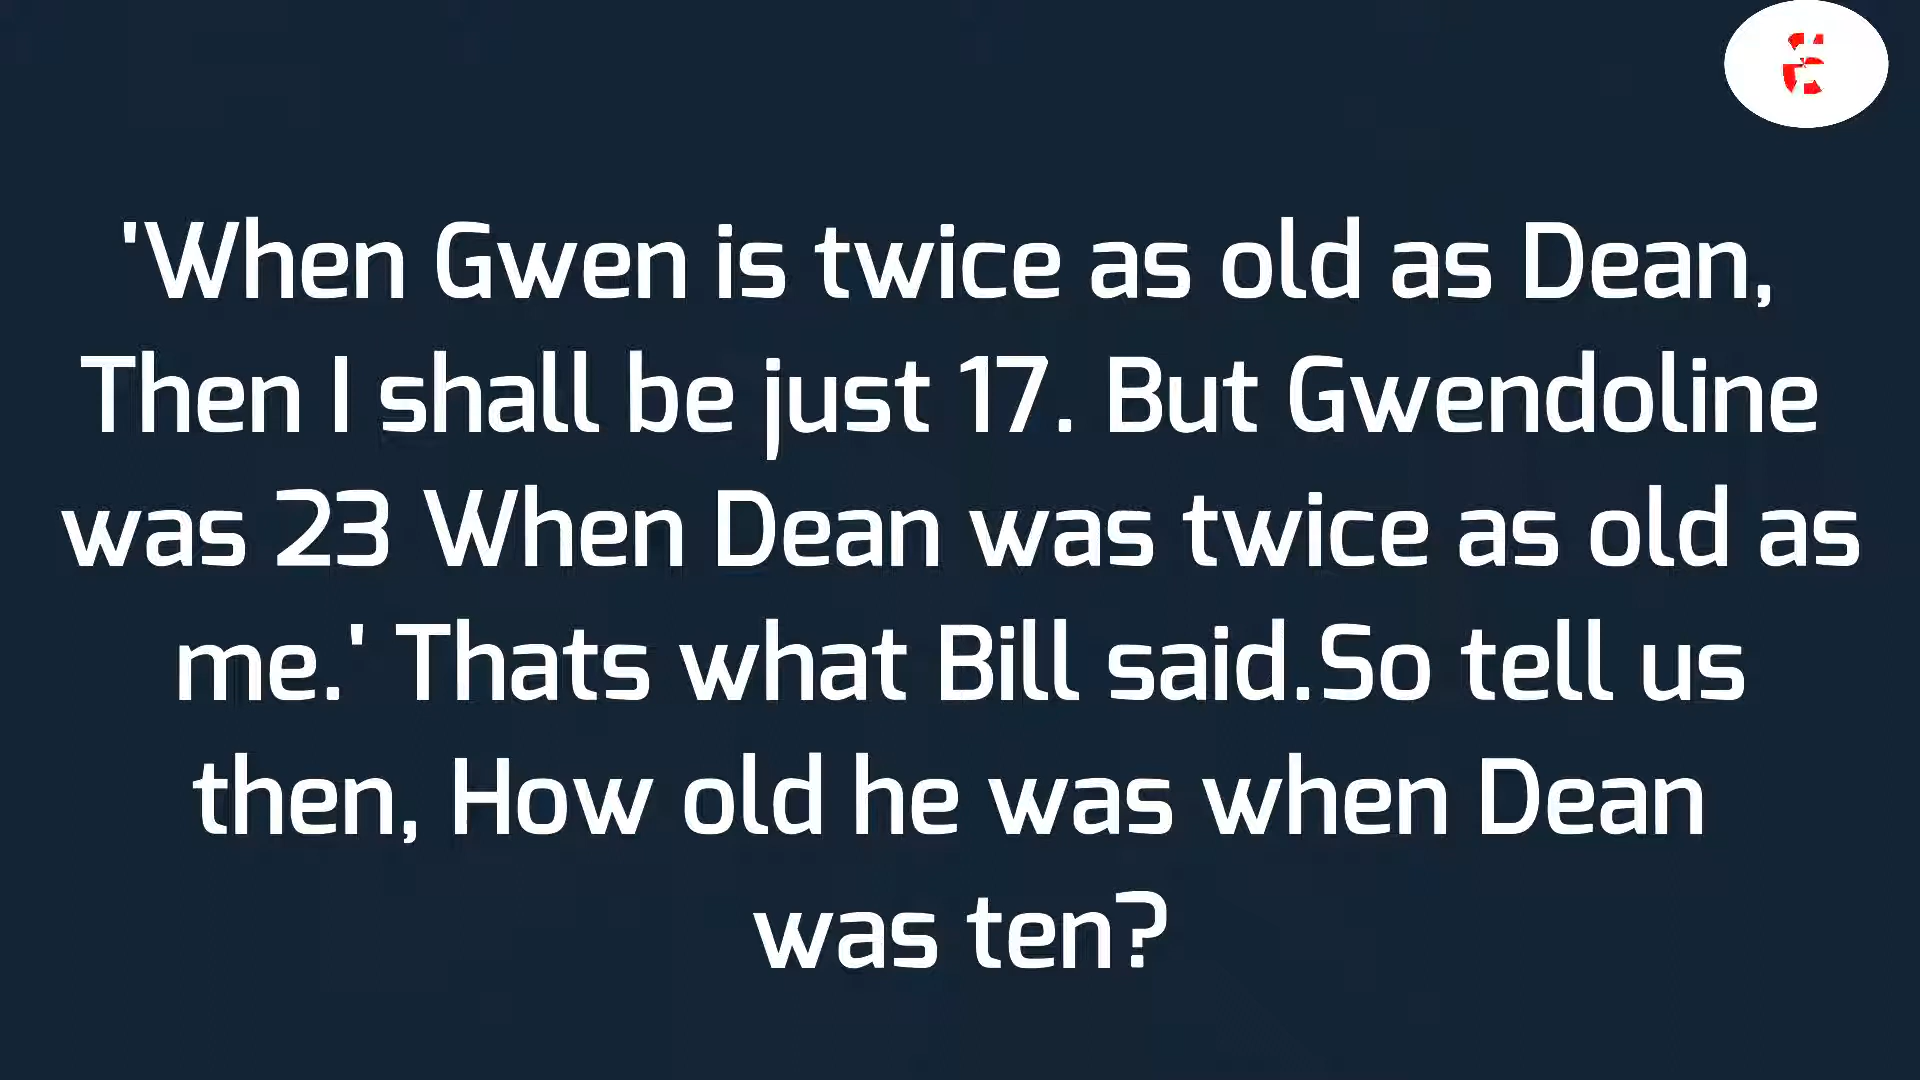 'When Gwen is twice as old as Dean,
Then I shall be just 17. But Gwendoline
was 23 When Dean was twice as old as
me.' Thats what Bill said.So tell us
then, How old he was when Dean
was ten?